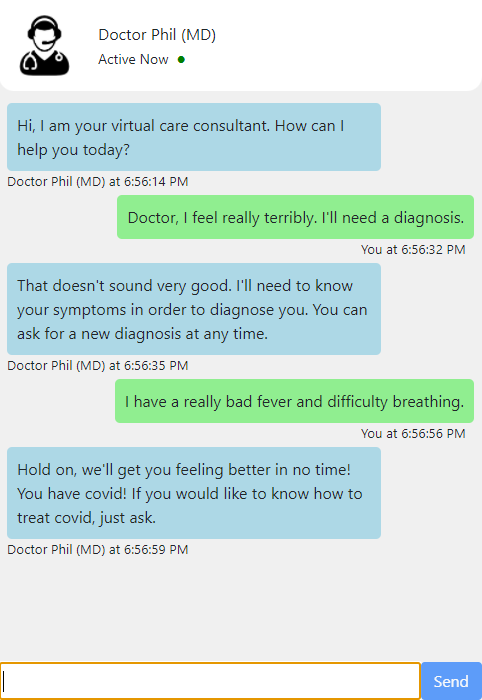 Doctor Phil (MD)
Active Now
Hi, I am your virtual care consultant. How can I
help you today?
Doctor Phil (MD) at 6:56:14 PM
Doctor, I feel really terribly. I'll need a diagnosis.
You at 6:56:32 PM
That doesn't sound very good. I'll need to know
your symptoms in order to diagnose you. You can
ask for a new diagnosis at any time.
Doctor Phil (MD) at 6:56:35 PM
I have a really bad fever and difficulty breathing.
You at 6:56:56 PM
Hold on, we'll get you feeling better in no time!
You have covid! If you would like to know how to
treat covid, just ask.
Doctor Phil (MD) at 6:56:59 PM
Send